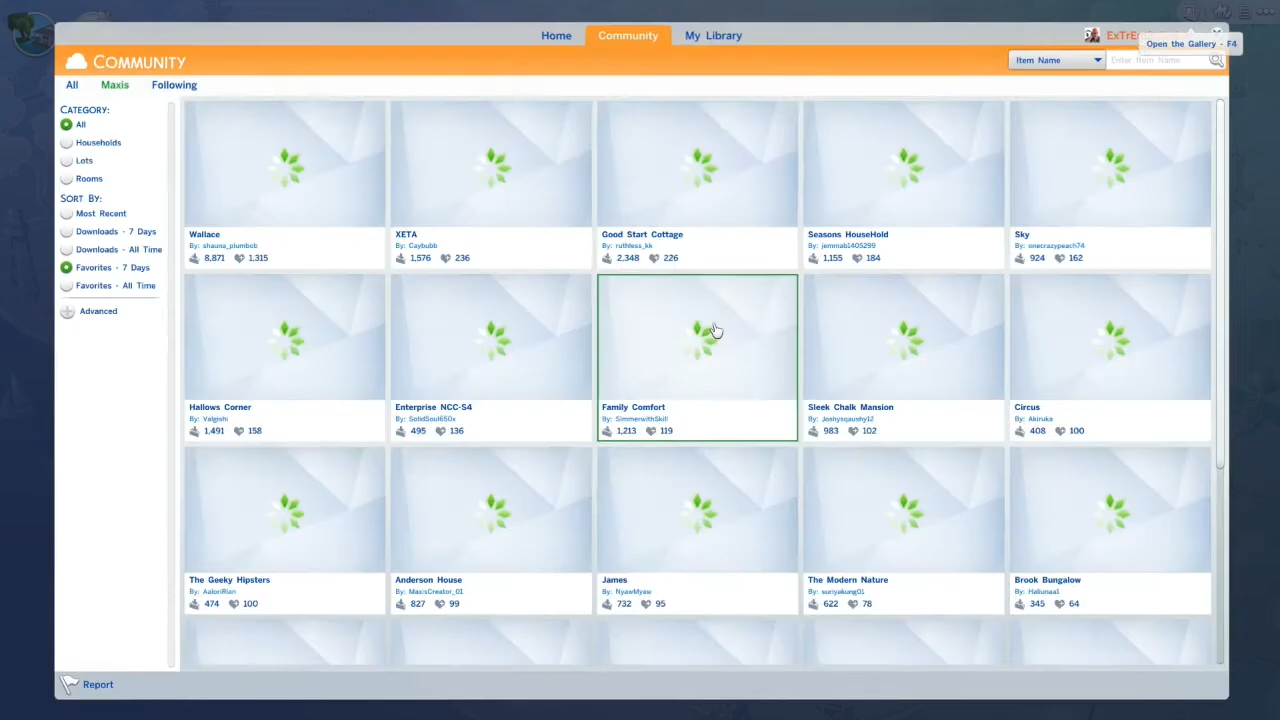 Home Community My Library ExTrE
Open the Gallery - F4
COMMUNITY Item Name Enter Item Name
All Maxis Following
CATEGORY:
All
Households
Lots
Rooms
SORT BY:
Most Recent
Downloads - 7 Days
Downloads - All Time
Favorites - 7 Days
Favorites - All Time
Advanced
Wallace
By: shauna_plumbob
8,871 1,315
XETA
By: Caybubb
1,576 236
Good Start Cottage
By: ruthless_kk
2,348 226
Seasons HouseHold
By: jemmab1405299
1,155 184
Sky
By: onecrazypeach74
924 162
Hallows Corner
By: Valgishi
1,491 158
Enterprise NCC-S4
By: SolidSoul650x
495 136
Family Comfort
By: SimmerwithSkill
1,213 119
Sleek Chalk Mansion
By: Joshysqaushy12
983 102
Circus
By: Akiruka
408 100
The Geeky Hipsters
By: AaloriRian
474 100
Anderson House
By: MaxisCreator_01
827 99
James
By: NyawMyaw
732 95
The Modern Nature
By: suriyakung01
622 78
Brook Bungalow
By: Haliunaa1
345 64
Report